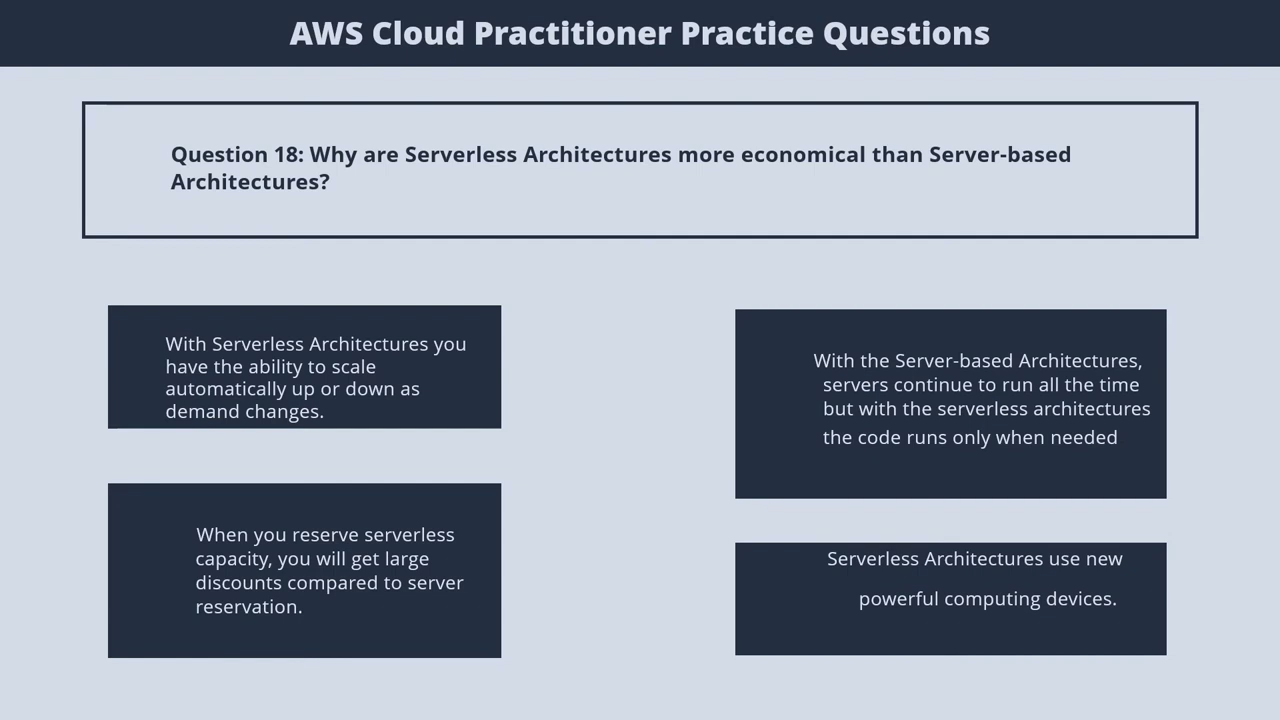 AWS Cloud Practitioner Practice Questions
Question 18: Why are Serverless Architectures more economical than Server-based
Architectures?
With Serverless Architectures you
have the ability to scale
automatically up or down as
demand changes.
With the Server-based Architectures,
servers continue to run all the time
but with the serverless architectures
the code runs only when needed
When you reserve serverless
capacity, you will get large
discounts compared to server
reservation.
Serverless Architectures use new
powerful computing devices.